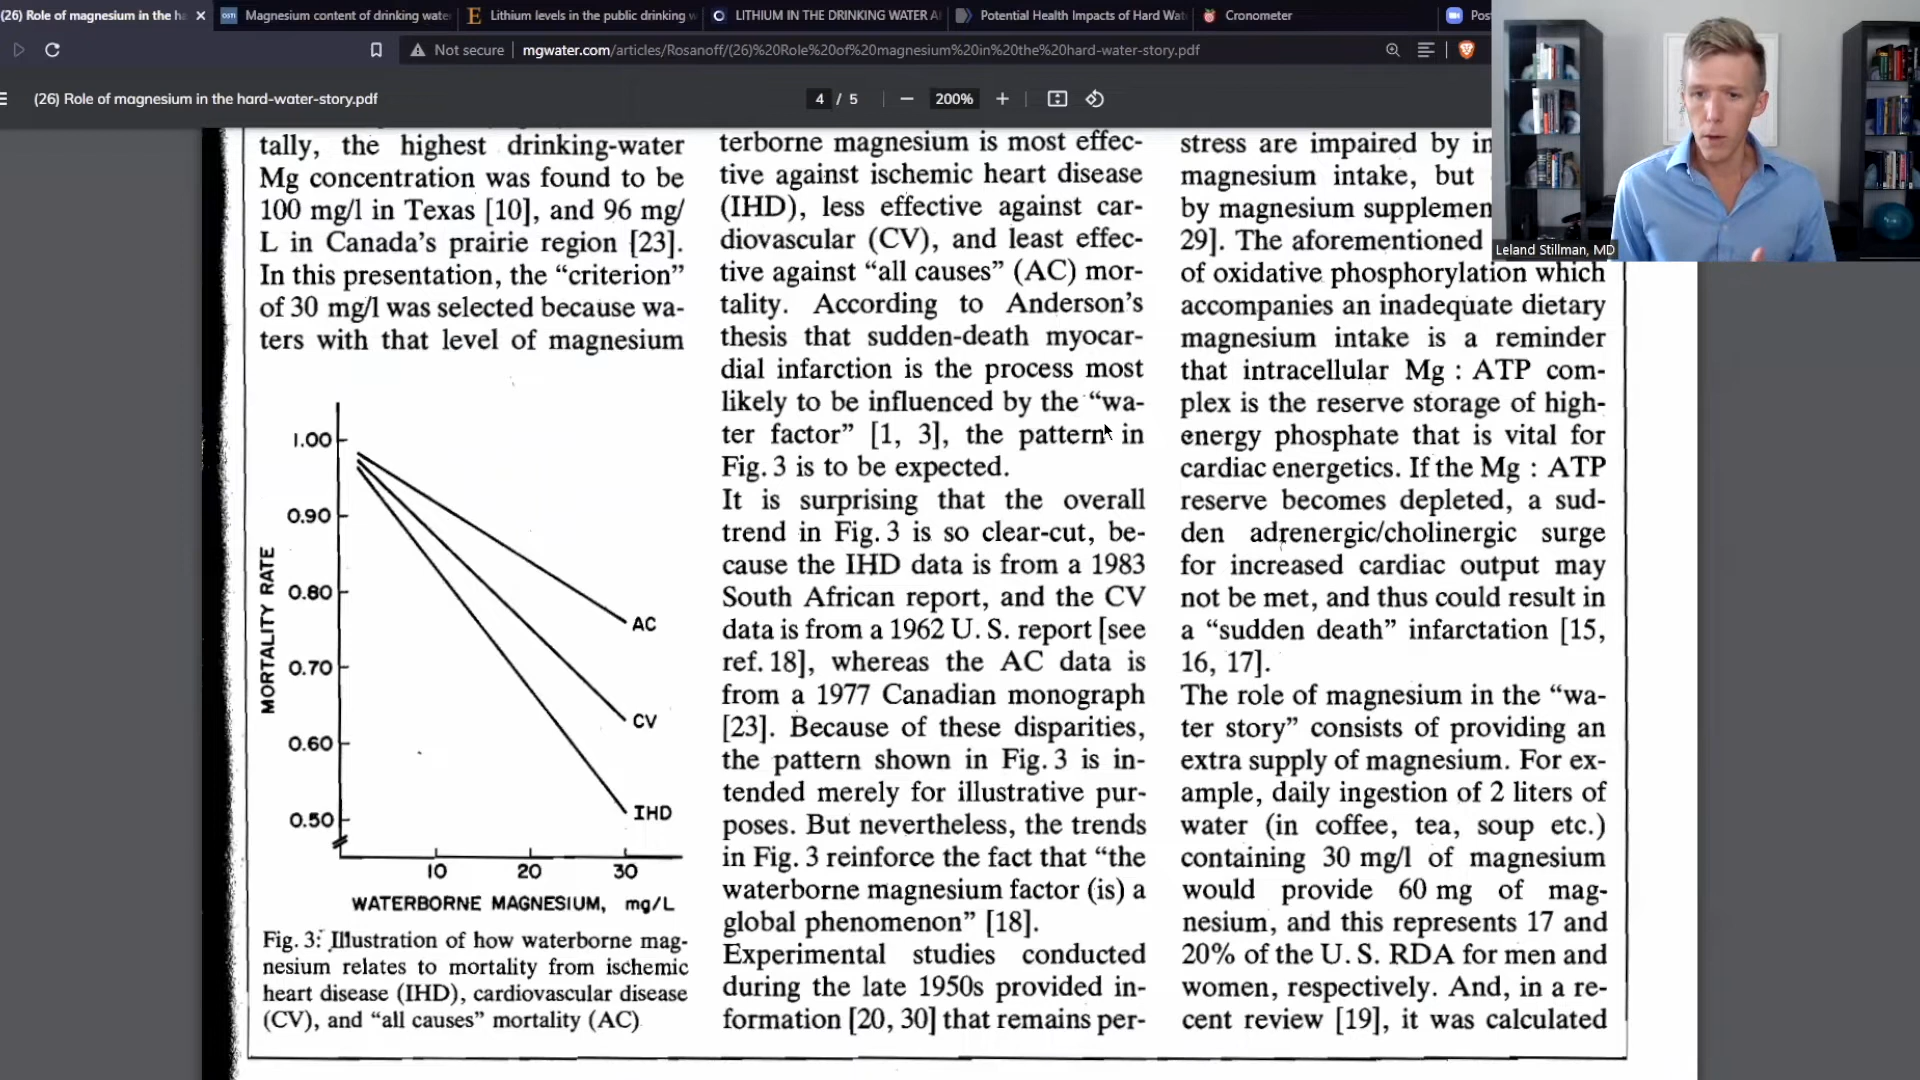 (26) Role of magnesium in the ha
Magnesium content of drinking wate
Lithium levels in the public drinking w
LITHIUM IN THE DRINKING WATER A
Potential Health Impacts of Hard Wat
Cronometer
Post
Not secure | mgwater.com/articles/Rosanoff/(26)%20Role%20of%20magnesium%20in%20the%20hard-water-story.pdf
(26) Role of magnesium in the hard-water-story.pdf
4 / 5
200%
Leland Stillman, MD
tally, the highest drinking-water
Mg concentration was found to be
100 mg/l in Texas [10], and 96 mg/
L in Canada's prairie region [23].
In this presentation, the “criterion”
of 30 mg/l was selected because wa-
ters with that level of magnesium
MORTALITY RATE
1.00
0.90
0.80
0.70
0.60
0.50
AC
CV
IHD
10 20 30
WATERBORNE MAGNESIUM, mg/L
Fig. 3: Illustration of how waterborne mag-
nesium relates to mortality from ischemic
heart disease (IHD), cardiovascular disease
(CV), and “all causes” mortality (AC)
terborne magnesium is most effec-
tive against ischemic heart disease
(IHD), less effective against car-
diovascular (CV), and least effec-
tive against “all causes” (AC) mor-
tality. According to Anderson's
thesis that sudden-death myocar-
dial infarction is the process most
likely to be influenced by the “wa-
ter factor” [1, 3], the pattern in
Fig. 3 is to be expected.
It is surprising that the overall
trend in Fig. 3 is so clear-cut, be-
cause the IHD data is from a 1983
South African report, and the CV
data is from a 1962 U. S. report [see
ref. 18], whereas the AC data is
from a 1977 Canadian monograph
[23]. Because of these disparities,
the pattern shown in Fig. 3 is in-
tended merely for illustrative pur-
poses. But nevertheless, the trends
in Fig. 3 reinforce the fact that “the
waterborne magnesium factor (is) a
global phenomenon” [18].
Experimental studies conducted
during the late 1950s provided in-
formation [20, 30] that remains per-
stress are impaired by in
magnesium intake, but
by magnesium supplemen
29]. The aforementioned
of oxidative phosphorylation which
accompanies an inadequate dietary
magnesium intake is a reminder
that intracellular Mg : ATP com-
plex is the reserve storage of high-
energy phosphate that is vital for
cardiac energetics. If the Mg : ATP
reserve becomes depleted, a sud-
den adrenergic/cholinergic surge
for increased cardiac output may
not be met, and thus could result in
a “sudden death” infarctation [15,
16, 17].
The role of magnesium in the “wa-
ter story” consists of providing an
extra supply of magnesium. For ex-
ample, daily ingestion of 2 liters of
water (in coffee, tea, soup etc.)
containing 30 mg/l of magnesium
would provide 60 mg of mag-
nesium, and this represents 17 and
20% of the U. S. RDA for men and
women, respectively. And, in a re-
cent review [19], it was calculated